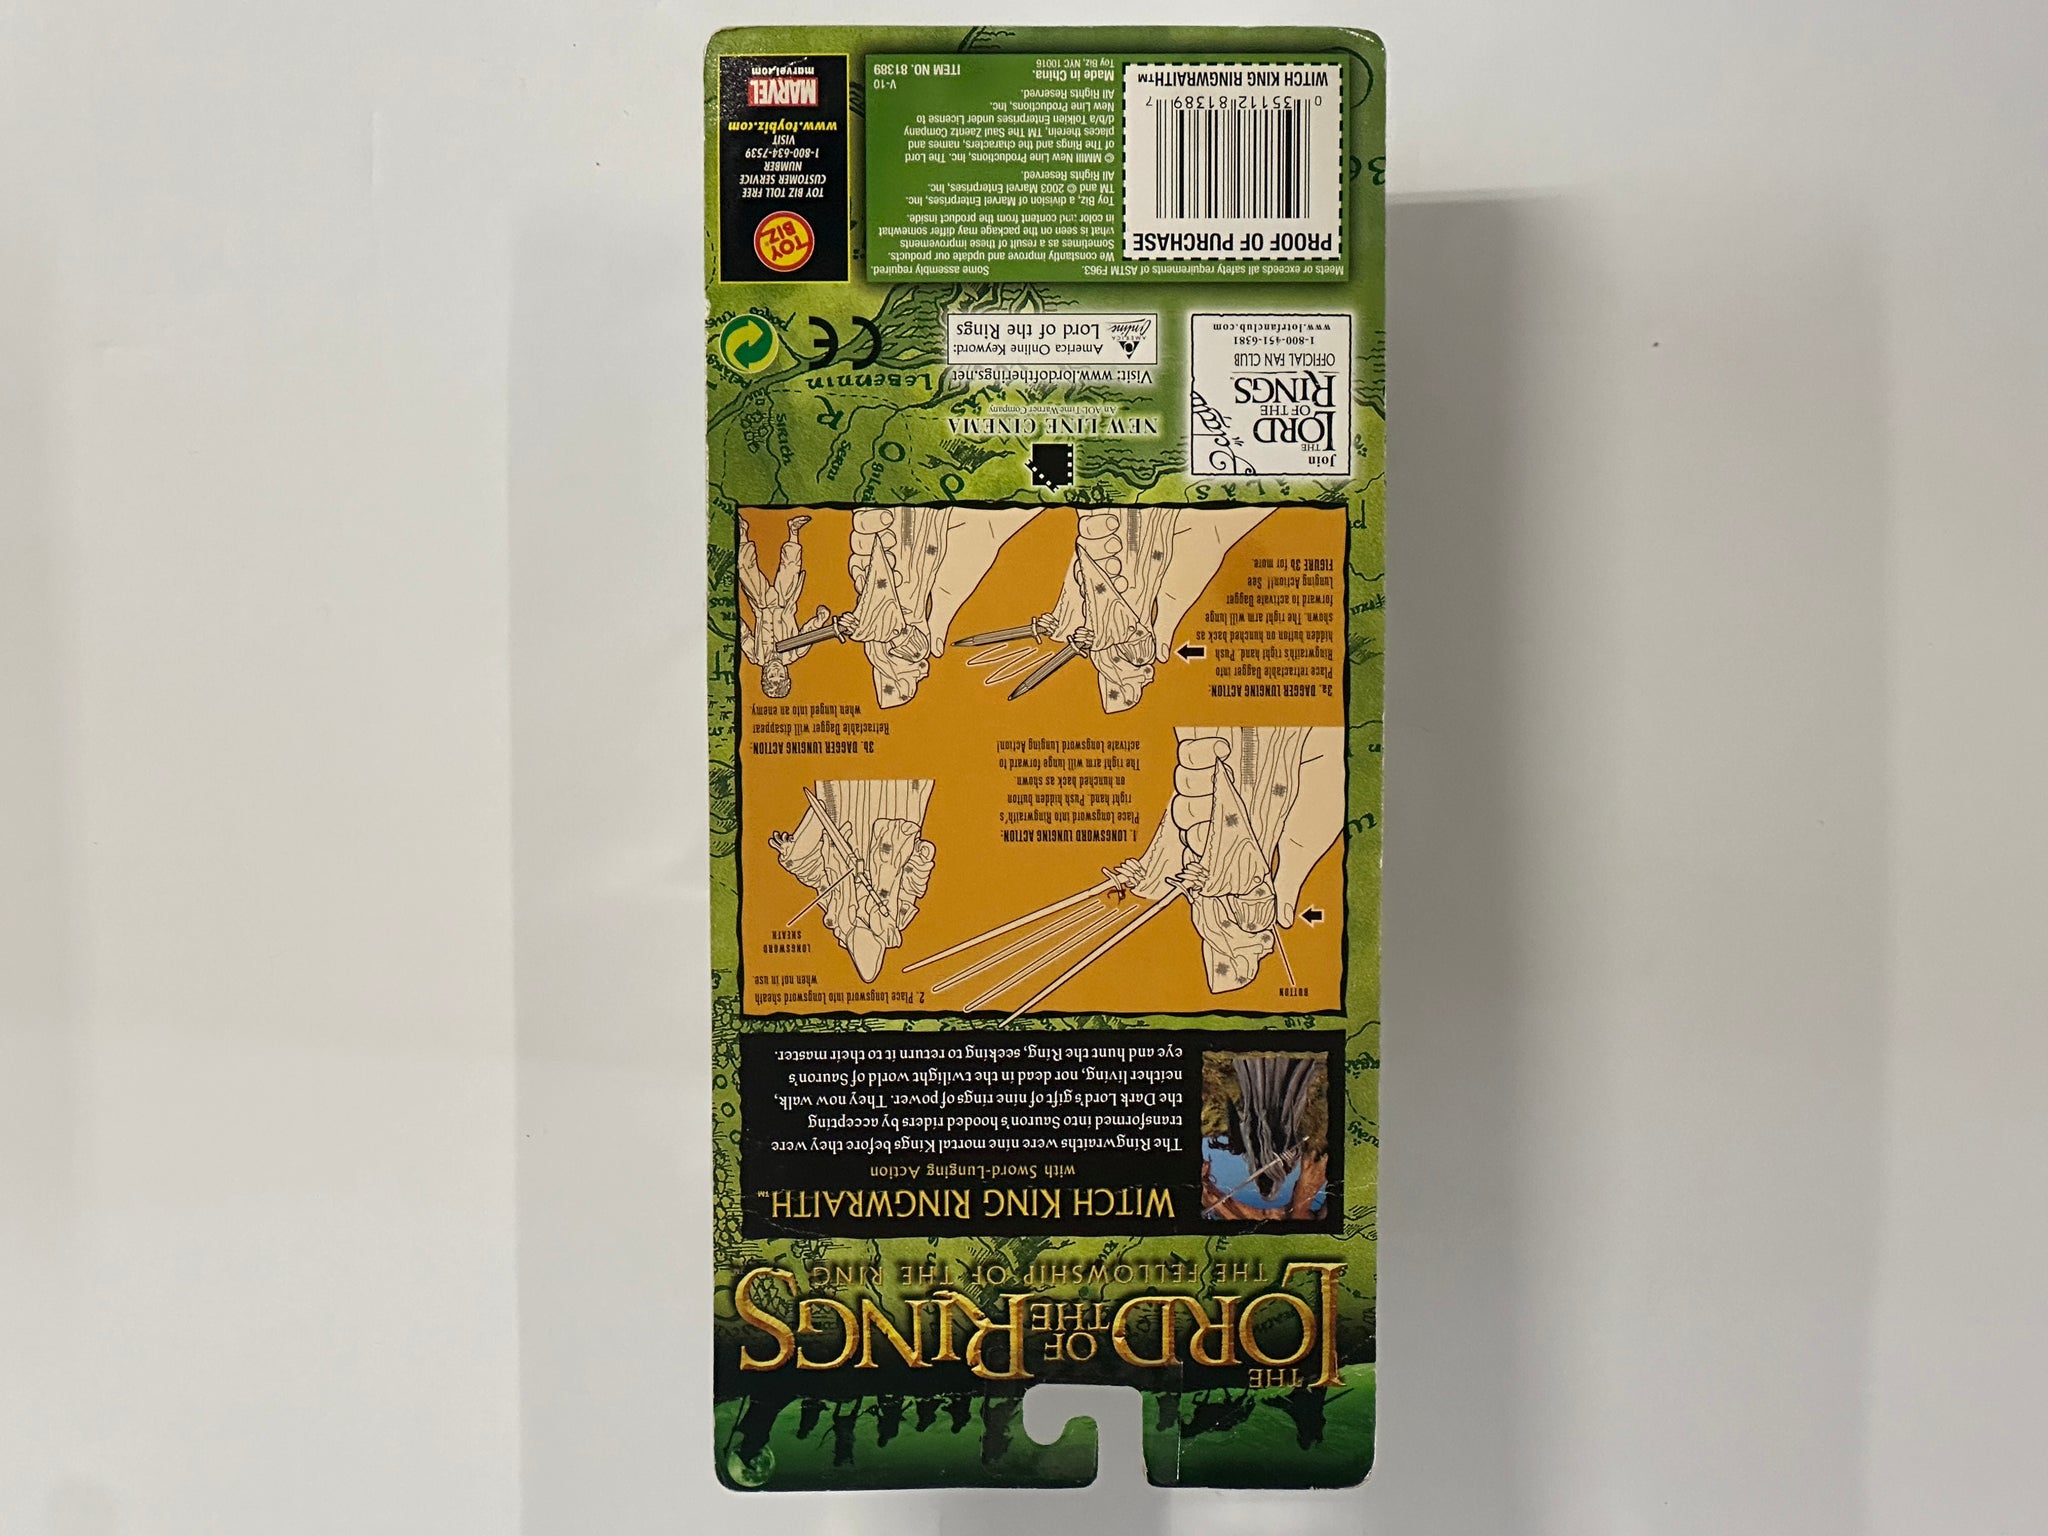 THE
LORD OF THE RINGS
THE FELLOWSHIP OF THE RING
WITCH KING RINGWRAITH™
with Sword-Lunging Action
The Ringwraiths were nine mortal Kings before they were
transformed into Sauron's hooded riders by accepting
the Dark Lord's gift of nine rings of power. They now walk,
neither living, nor dead in the twilight world of Sauron's
eye and hunt the Ring, seeking to return it to their master.
BUTTON
1. LONGSWORD LUNGING ACTION:
Place Longsword into Ringwraith's
right hand. Push hidden button
on hunched back as shown.
The right arm will lunge forward to
activate Longsword Lunging Action!
2. Place Longsword into Longsword sheath
when not in use.
LONGSWORD
SHEATH
3a. DAGGER LUNGING ACTION:
Place retractable Dagger into
Ringwraith's right hand. Push
hidden button on hunched back as
shown. The right arm will lunge
forward to activate Dagger
Lunging Action!! See
FIGURE 3b for more.
3b. DAGGER LUNGING ACTION:
Retractable Dagger will disappear
when lunged into an enemy.
Join
THE
LORD
OF THE
RINGS
OFFICIAL FAN CLUB
1-800-451-6381
www.lotrfanclub.com
NEW LINE CINEMA
An AOL Time Warner Company
Visit: www.lordoftherings.net
AMERICA
Online
America Online Keyword:
Lord of the Rings
CE
Lebennin
Sirith
Serni
Gilrain
Meets or exceeds all safety requirements of ASTM F963.
Some assembly required.
PROOF OF PURCHASE
0 35112 81389 7
WITCH KING RINGWRAITH™
We constantly improve and update our products.
Sometimes as a result of these improvements
what is seen on the package may differ somewhat
in color and content from the product inside.
Toy Biz, a division of Marvel Enterprises, Inc.
TM and © 2003 Marvel Enterprises, Inc.
All Rights Reserved.
© MMIII New Line Productions, Inc. The Lord
of The Rings and the characters, names and
places therein, TM The Saul Zaentz Company
d/b/a Tolkien Enterprises under License to
New Line Productions, Inc.
All Rights Reserved.
V-10
Made in China.
Toy Biz, NYC 10016
ITEM NO. 81389
TOY BIZ®
TOY BIZ TOLL FREE
CUSTOMER SERVICE
NUMBER
1-800-634-7539
VISIT
www.toybiz.com
MARVEL
marvel.com